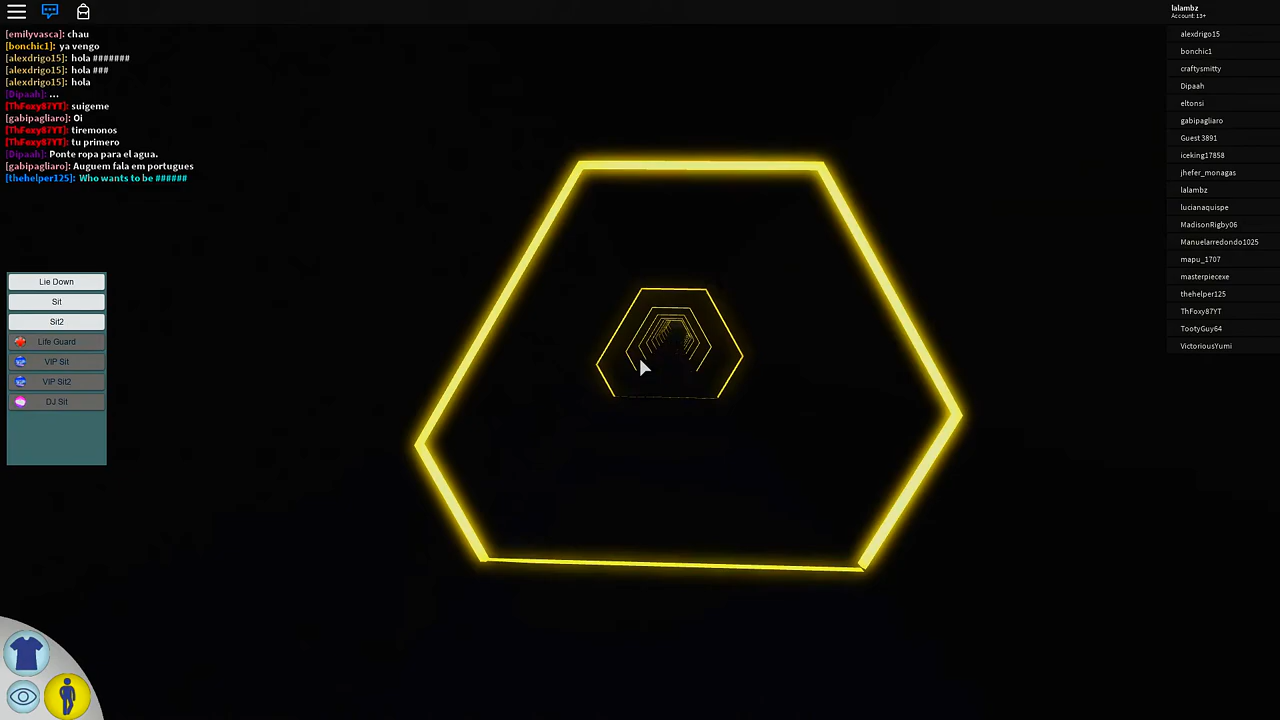 [emilyvasca]: chau
[bonchic1]: ya vengo
[alexdrigo15]: hola #######
[alexdrigo15]: hola ###
[alexdrigo15]: hola
[Dipaah]: ...
[ThFoxy87YT]: suigeme
[gabipagliaro]: Oi
[ThFoxy87YT]: tiremonos
[ThFoxy87YT]: tu primero
[Dipaah]: Ponte ropa para el agua.
[gabipagliaro]: Auguem fala em portugues
[thehelper125]: Who wants to be ######
Lie Down
Sit
Sit2
Life Guard
VIP Sit
VIP Sit2
DJ Sit
lalambz
Account: 13+
alexdrigo15
bonchic1
craftysmitty
Dipaah
eltonsi
gabipagliaro
Guest 3891
iceking17858
jhefer_monagas
lalambz
lucianaquispe
MadisonRigby06
Manuelarredondo1025
mapu_1707
masterpiecexe
thehelper125
ThFoxy87YT
TootyGuy64
VictoriousYumi